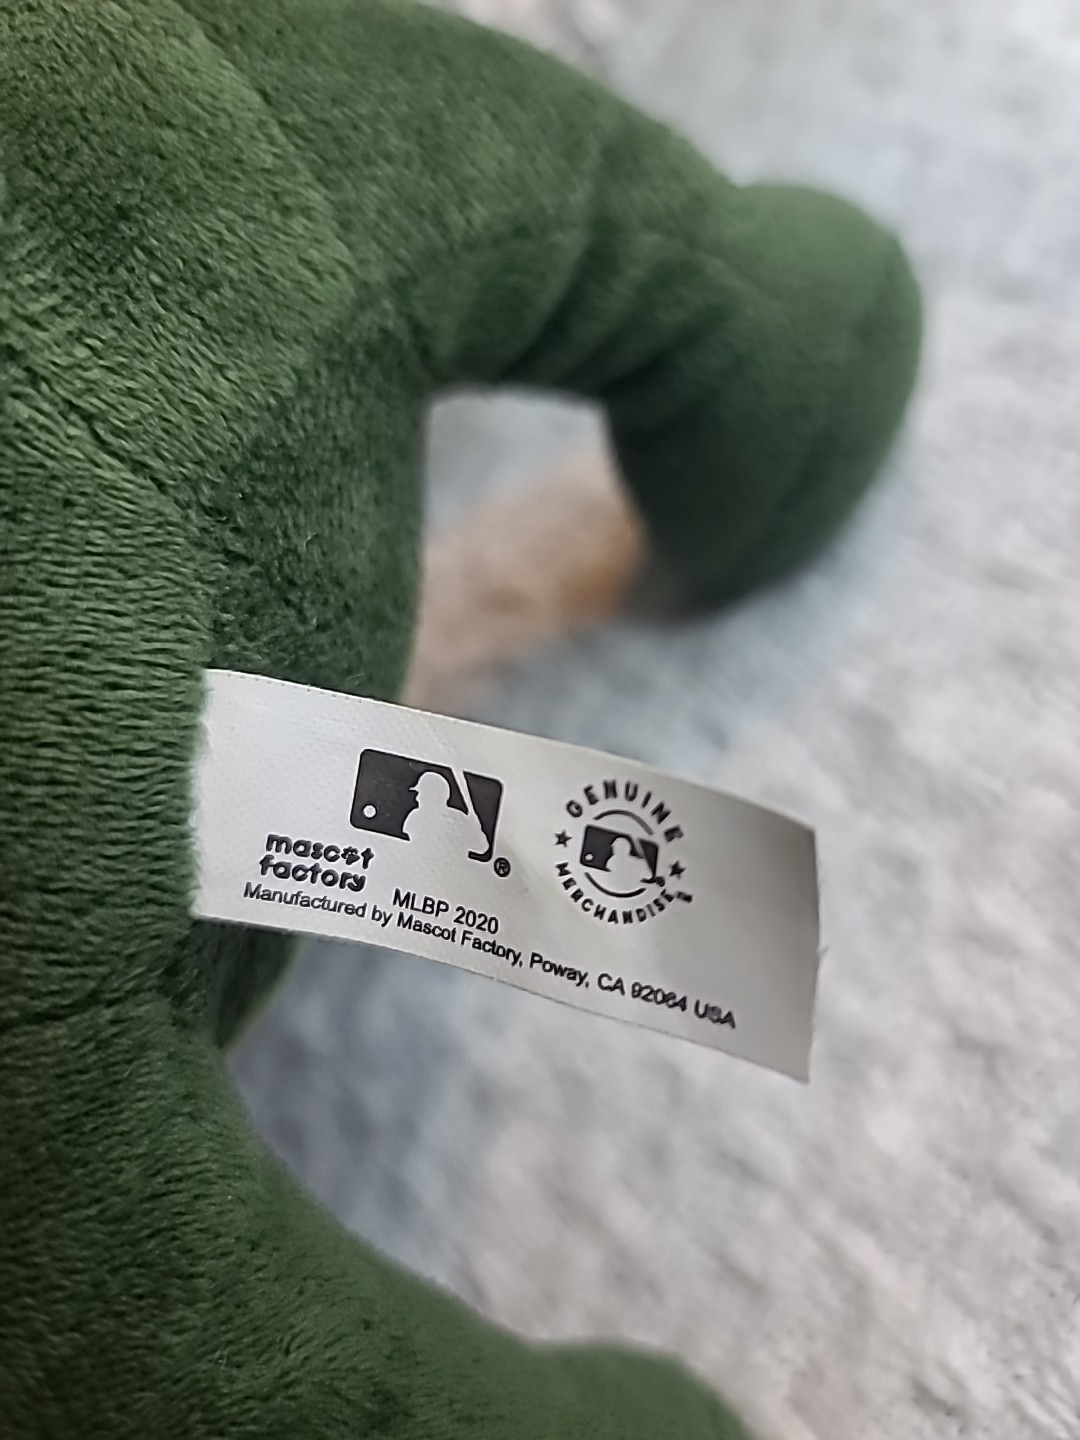 mascot
factory
MLBP 2020
Manufactured by Mascot Factory, Poway, CA 92064 USA
GENUINE
MERCHANDISE